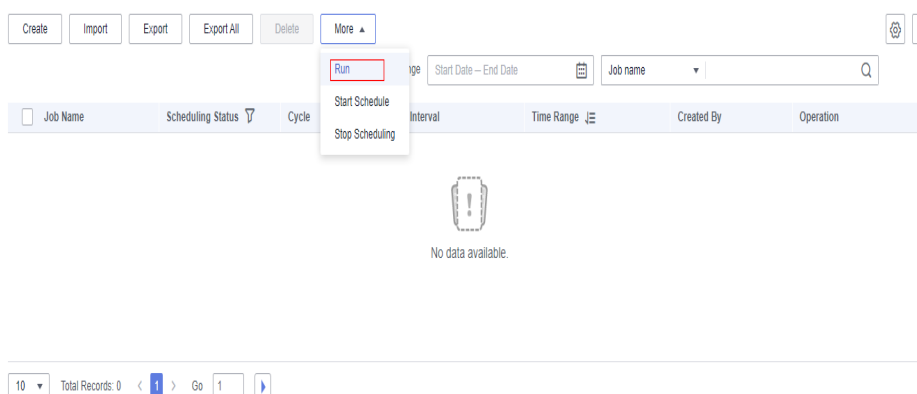 Create Import Export Export All Delete More
Run
nge Start Date – End Date Job name
Start Schedule
Job Name Scheduling Status Cycle Interval Time Range Created By Operation
Stop Scheduling
No data available.
10 Total Records: 0 < 1 > Go 1